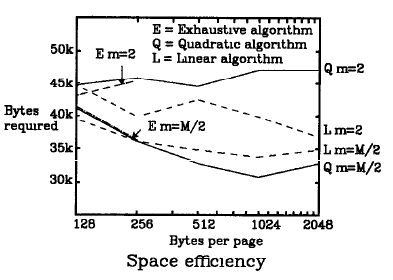 E = Exhaustive algorithm
Q = Quadratic algorithm
L = Linear algorithm
50k
E m=2
Q m=2
45k
Bytes
required
40k
E m=M/2
L m=2
35k
L m=M/2
Q m=M/2
30k
128 256 512 1024 2048
Bytes per page
Space efficiency